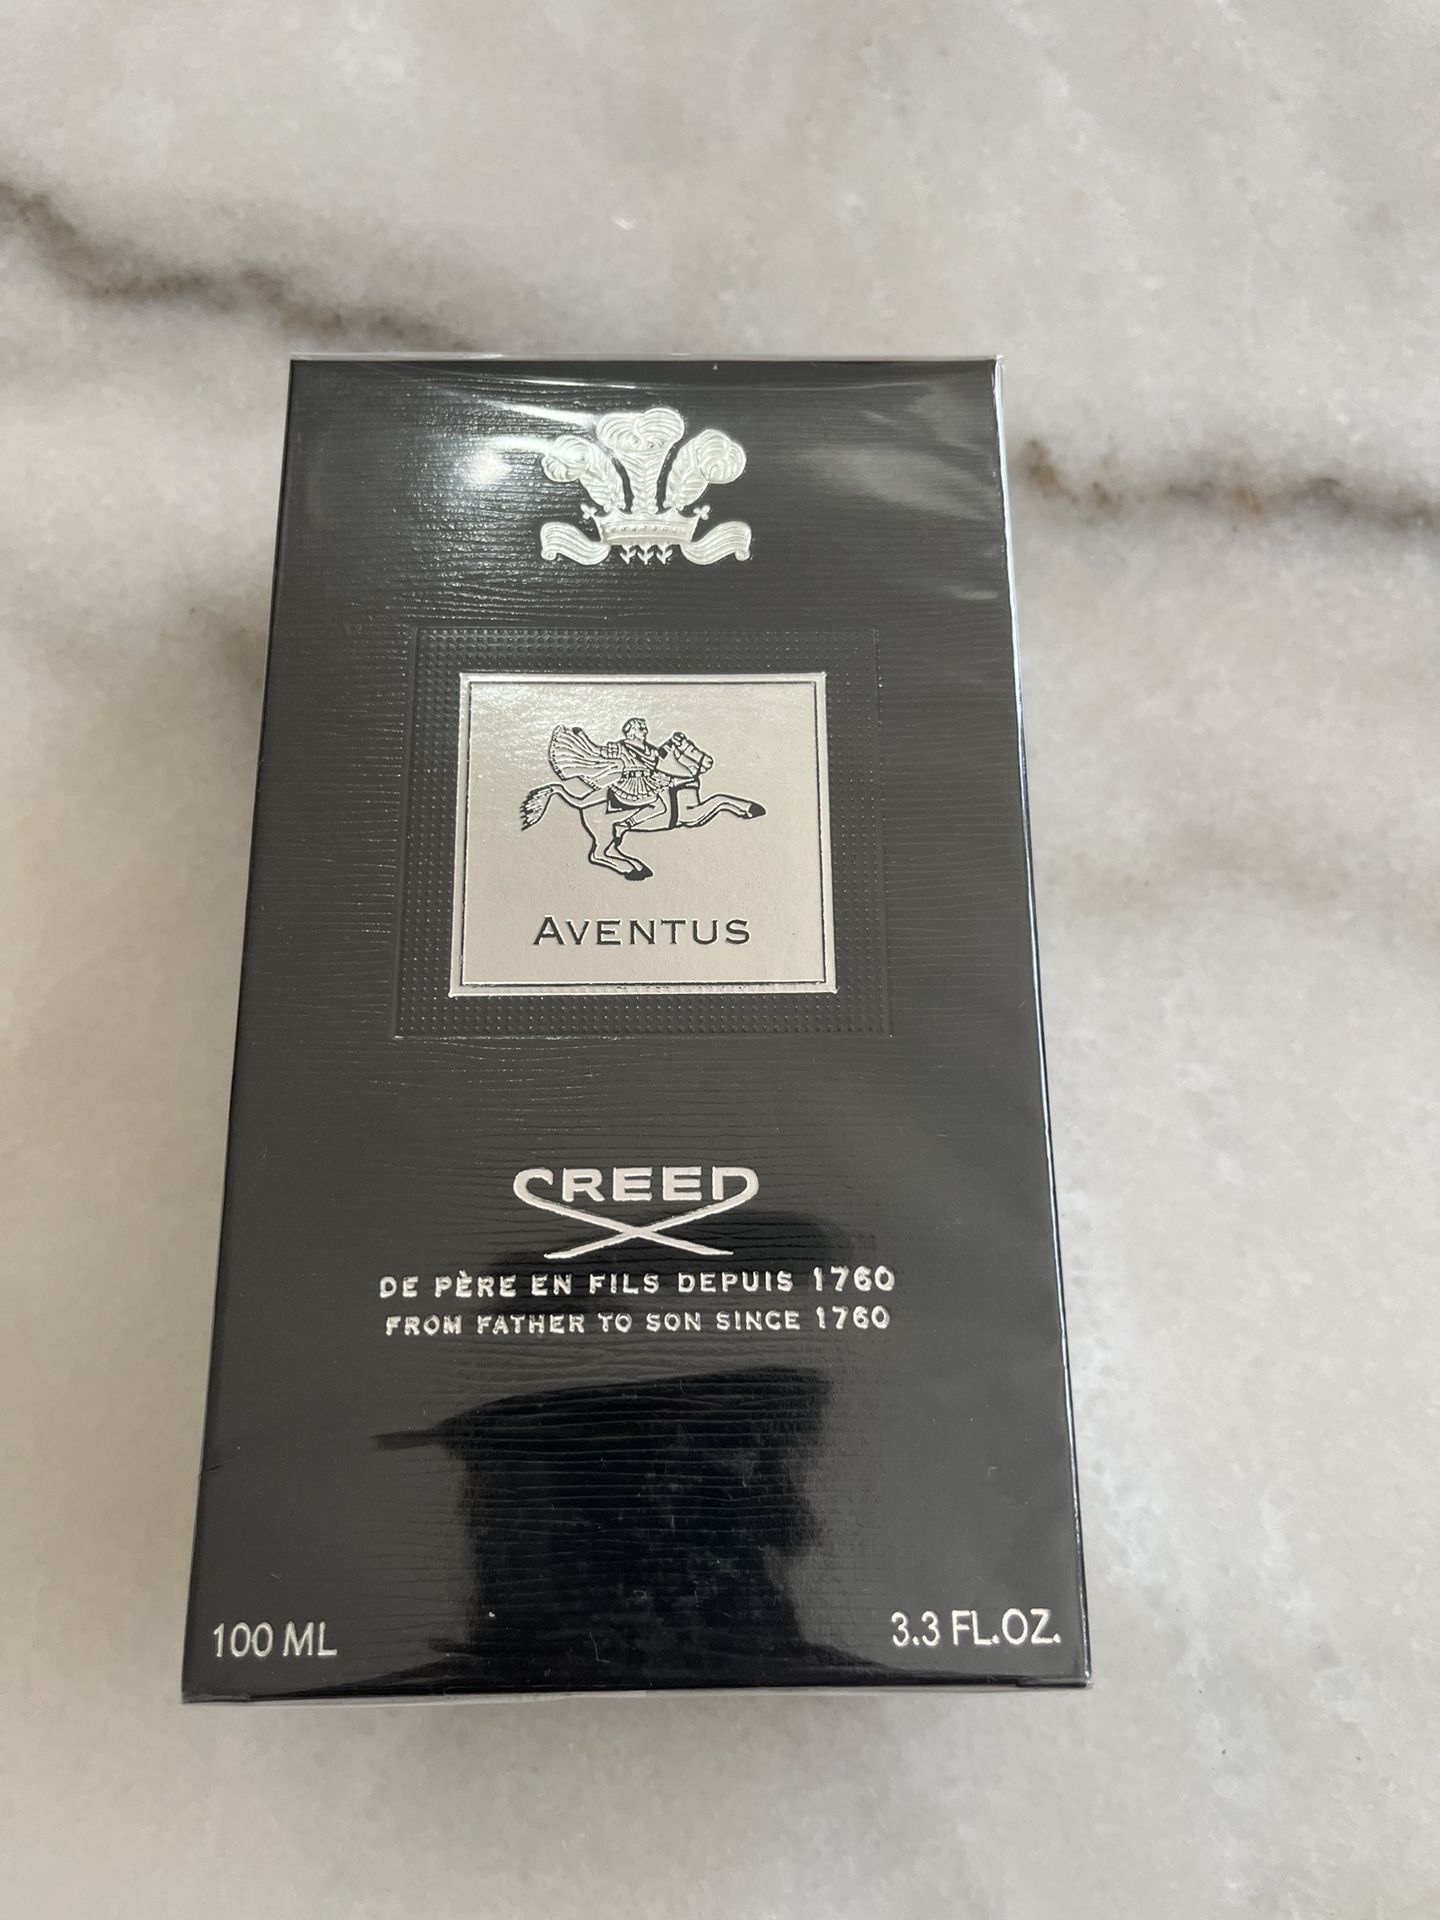 AVENTUS
CREED
DE PÈRE EN FILS DEPUIS 1760
FROM FATHER TO SON SINCE 1760
100 ML
3.3 FL.OZ.